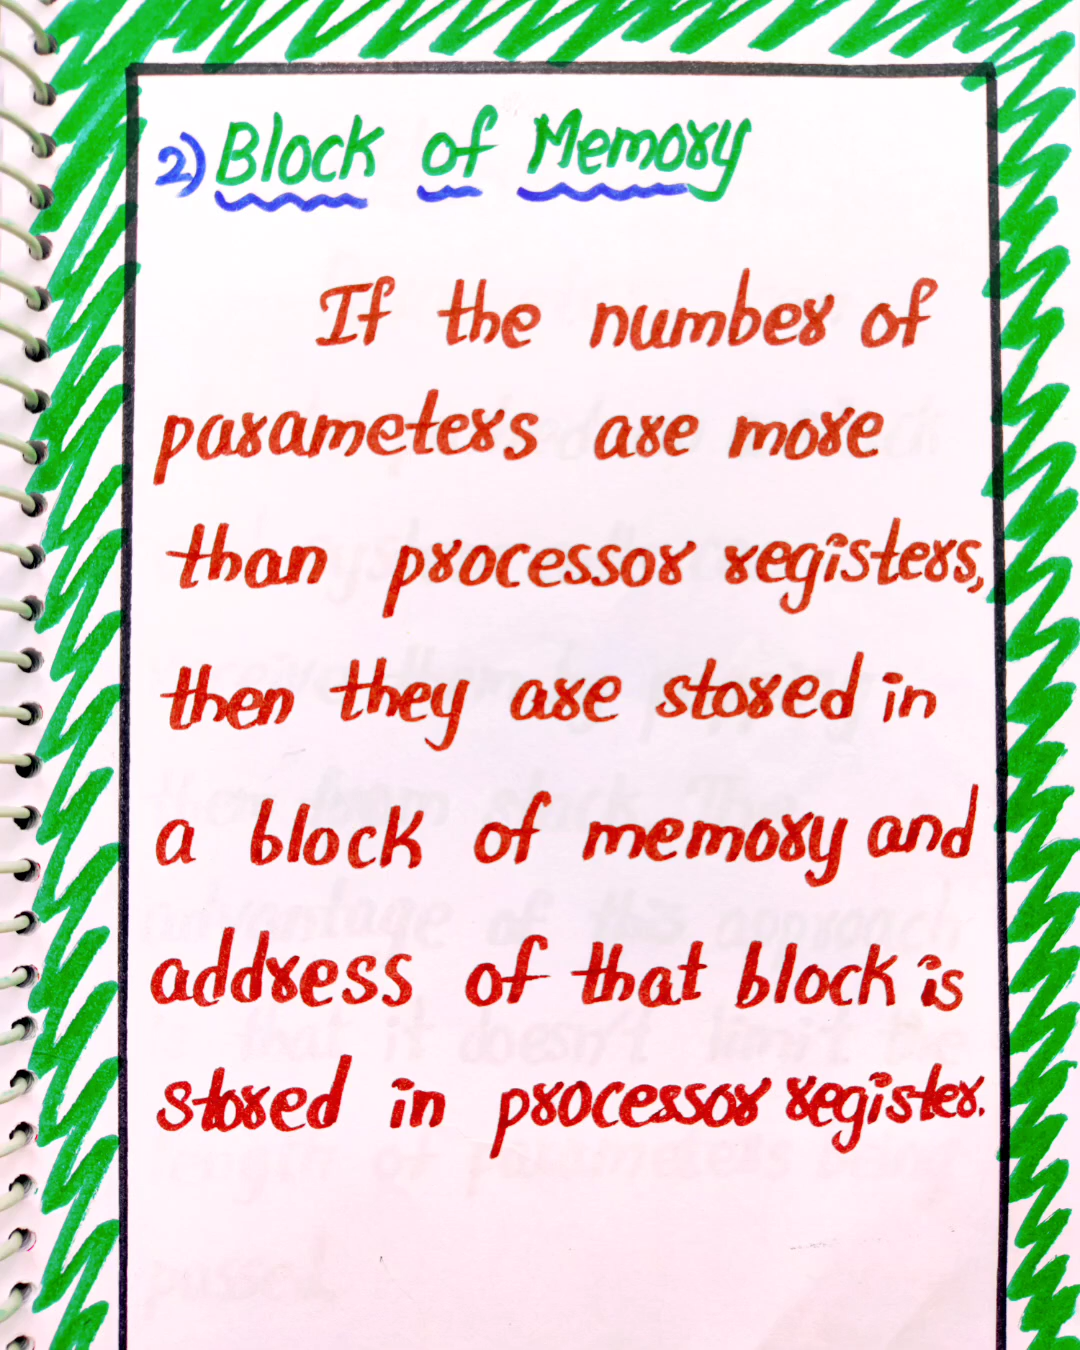 2) Block of Memory
If the number of
parameters are more
than processor registers,
then they are stored in
a block of memory and
address of that block is
stored in processor register.